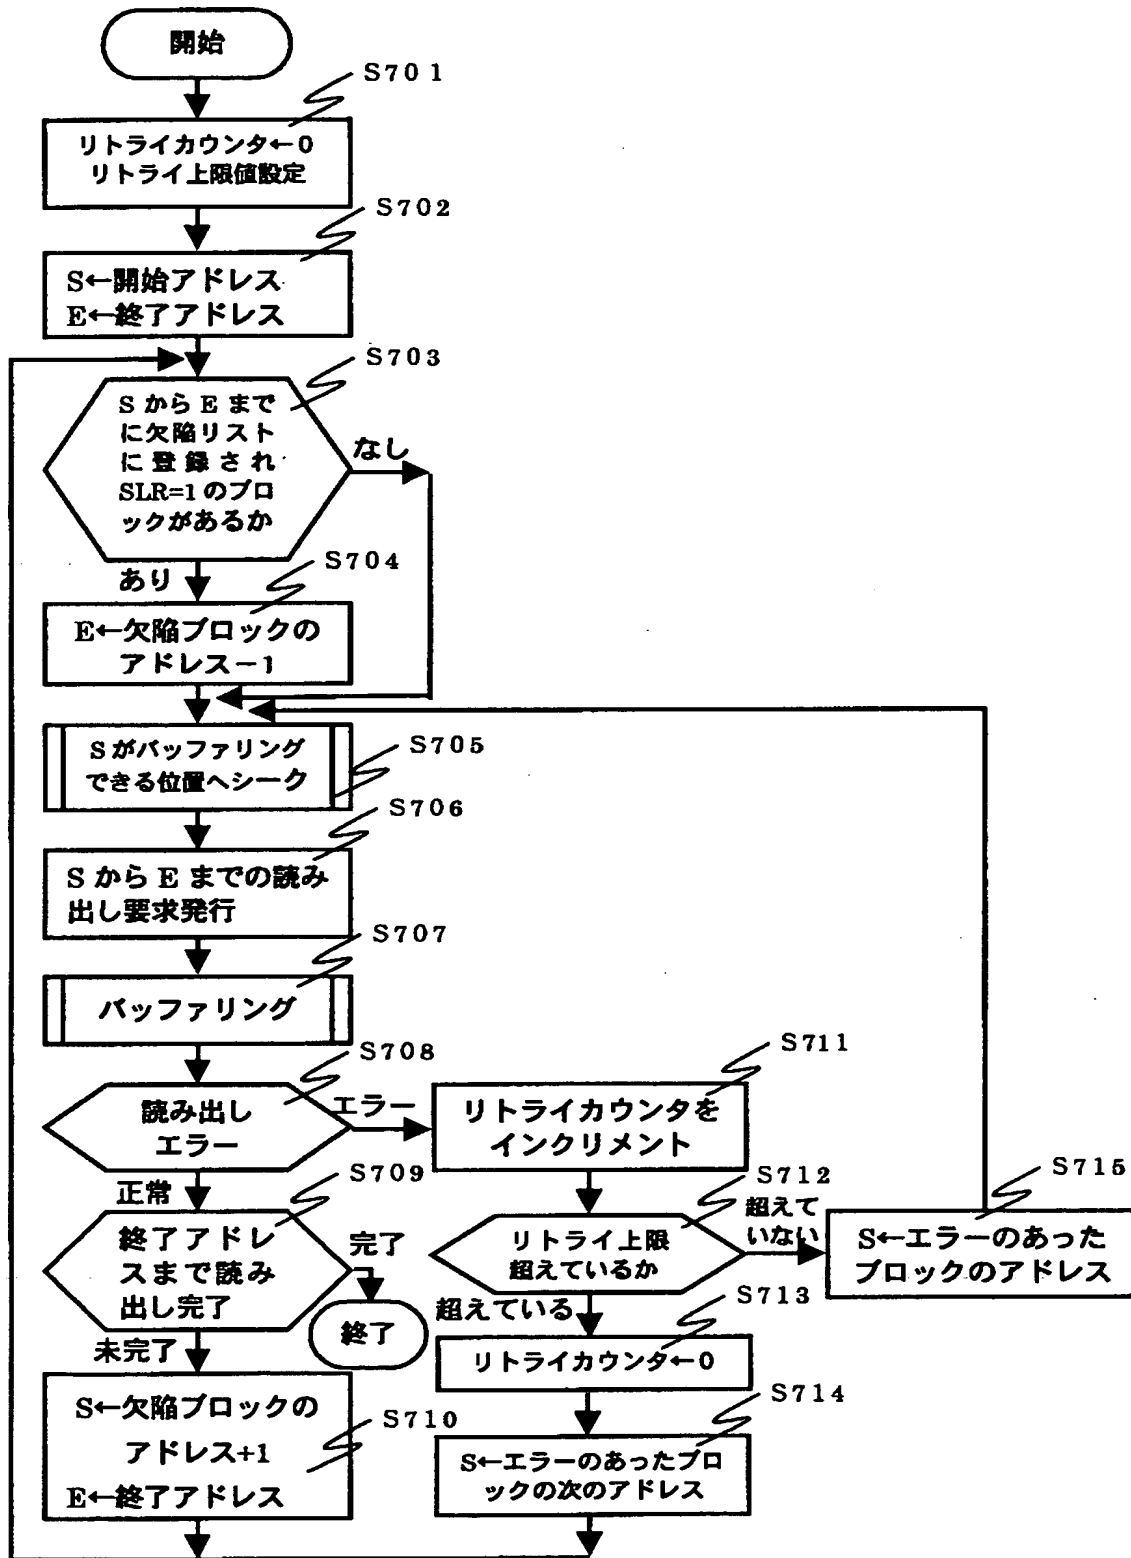 開始
S701
リトライカウンタ←0
リトライ上限値設定
S702
S←開始アドレス
E←終了アドレス
S703
S から E まで
に欠陥リスト
に登録され
SLR=1 のブロ
ックがあるか
なし
あり
S704
E←欠陥ブロックの
アドレス−1
S705
S がバッファリング
できる位置へシーク
S706
S から E までの読み
出し要求発行
S707
バッファリング
S708
読み出し
エラー
エラー
正常
S709
終了アドレ
スまで読み
出し完了
完了
終了
未完了
S710
S←欠陥ブロックの
アドレス+1
E←終了アドレス
S711
リトライカウンタを
インクリメント
S712
リトライ上限
超えているか
超えて
いない
超えている
S713
リトライカウンタ←0
S714
S←エラーのあったブロ
ックの次のアドレス
S715
S←エラーのあった
ブロックのアドレス